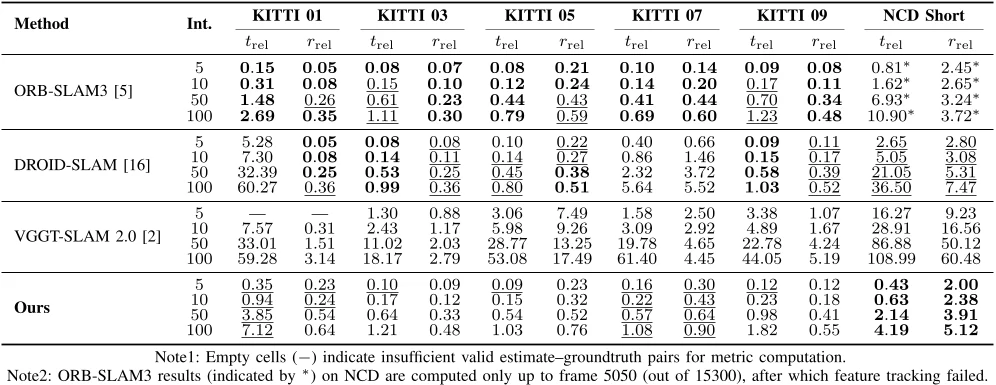 Method Int. KITTI 01 KITTI 03 KITTI 05 KITTI 07 KITTI 09 NCD Short
t_rel r_rel t_rel r_rel t_rel r_rel t_rel r_rel t_rel r_rel t_rel r_rel
ORB-SLAM3 [5]
5 0.15 0.05 0.08 0.07 0.08 0.21 0.10 0.14 0.09 0.08 0.81* 2.45*
10 0.31 0.08 0.15 0.10 0.12 0.24 0.14 0.20 0.17 0.11 1.62* 2.65*
50 1.48 0.26 0.61 0.23 0.44 0.43 0.41 0.44 0.70 0.34 6.93* 3.24*
100 2.69 0.35 1.11 0.30 0.79 0.59 0.69 0.60 1.23 0.48 10.90* 3.72*
DROID-SLAM [16]
5 5.28 0.05 0.08 0.08 0.10 0.22 0.40 0.66 0.09 0.11 2.65 2.80
10 7.30 0.08 0.14 0.11 0.14 0.27 0.86 1.46 0.15 0.17 5.05 3.08
50 32.39 0.25 0.53 0.25 0.45 0.38 2.32 3.72 0.58 0.39 21.05 5.31
100 60.27 0.36 0.99 0.36 0.80 0.51 5.64 5.52 1.03 0.52 36.50 7.47
VGGT-SLAM 2.0 [2]
5 — — 1.30 0.88 3.06 7.49 1.58 2.50 3.38 1.07 16.27 9.23
10 7.57 0.31 2.43 1.17 5.98 9.26 3.09 2.92 4.89 1.67 28.91 16.56
50 33.01 1.51 11.02 2.03 28.77 13.25 19.78 4.65 22.78 4.24 86.88 50.12
100 59.28 3.14 18.17 2.79 53.08 17.49 61.40 4.45 44.05 5.19 108.99 60.48
Ours
5 0.35 0.23 0.10 0.09 0.09 0.23 0.16 0.30 0.12 0.12 0.43 2.00
10 0.94 0.24 0.17 0.12 0.15 0.32 0.22 0.43 0.23 0.18 0.63 2.38
50 3.85 0.54 0.64 0.33 0.54 0.52 0.57 0.64 0.98 0.41 2.14 3.91
100 7.12 0.64 1.21 0.48 1.03 0.76 1.08 0.90 1.82 0.55 4.19 5.12
Note1: Empty cells (−) indicate insufficient valid estimate–groundtruth pairs for metric computation.
Note2: ORB-SLAM3 results (indicated by *) on NCD are computed only up to frame 5050 (out of 15300), after which feature tracking failed.